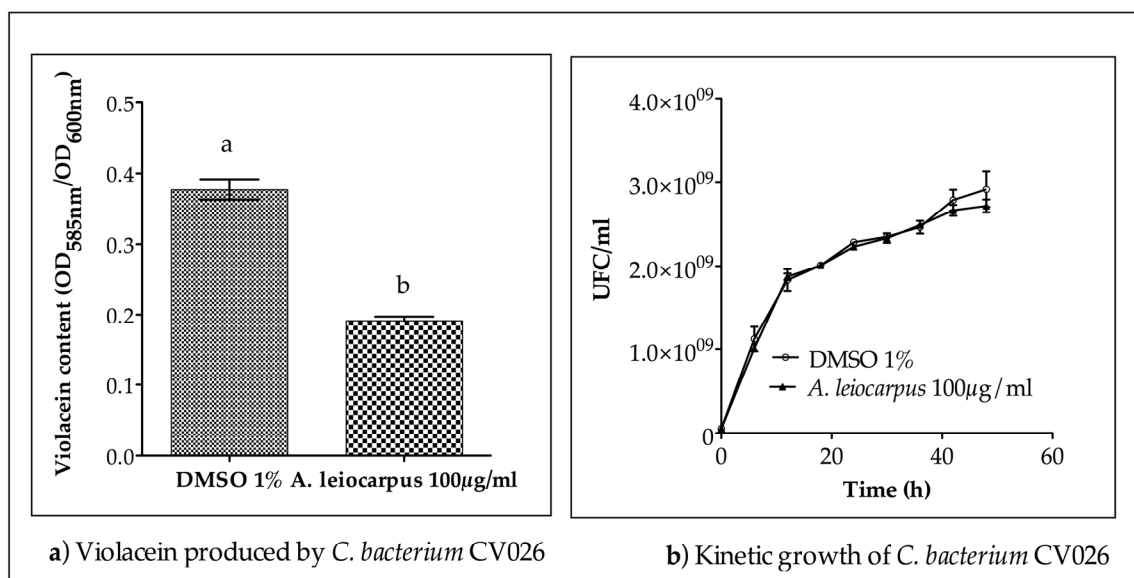 Violacein content (OD585nm/OD600nm)
0.5
0.4
0.3
0.2
0.1
0.0
a
b
DMSO 1% A. leiocarpus 100µg/ml
a) Violacein produced by C. bacterium CV026
UFC/ml
4.0×10^09
3.0×10^09
2.0×10^09
1.0×10^09
0
DMSO 1%
A. leiocarpus 100µg/ml
0 20 40 60
Time (h)
b) Kinetic growth of C. bacterium CV026